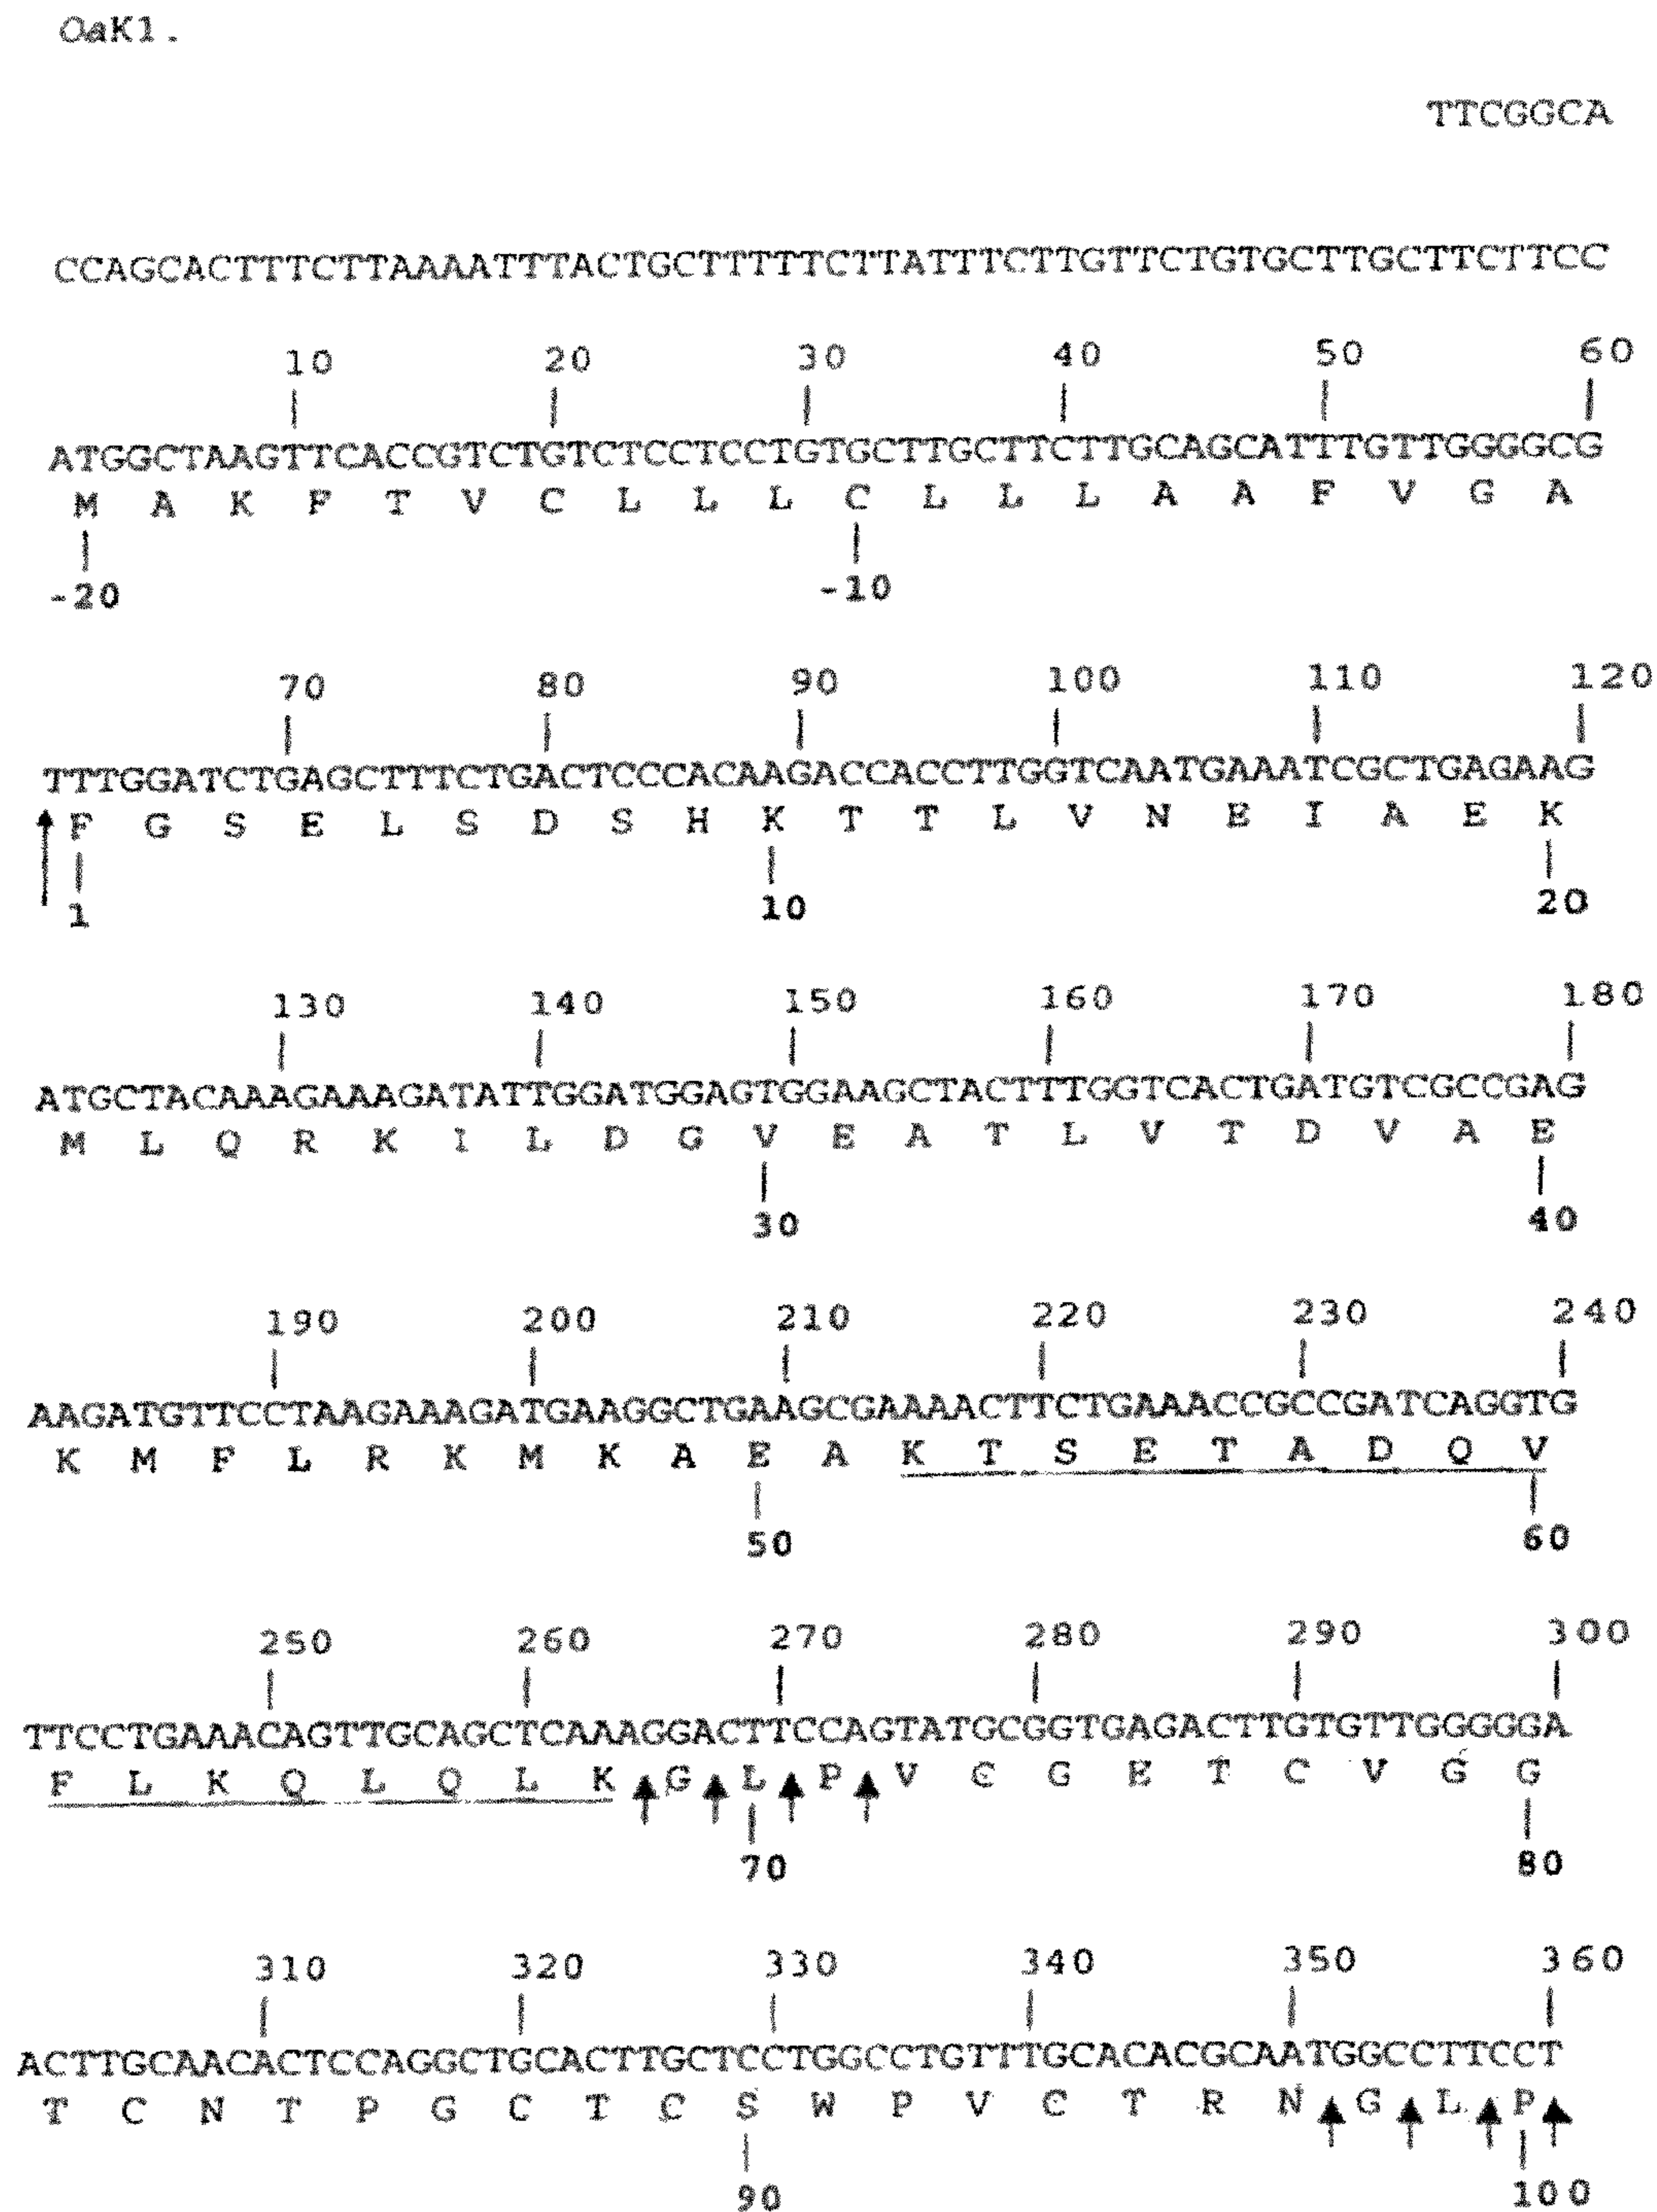 OaK1.
TTCGGCA
CCAGCACTTTCTTAAAATTTACTGCTTTTTCTTATTTCTTGTTCTGTGCTTGCTTCTTCC
10 20 30 40 50 60
ATGGCTAAGTTCACCGTCTGTCTCCTCCTGTGCTTGCTTCTTGCAGCATTTGTTGGGGCG
M A K F T V C L L L C L L L A A F V G A
-20 -10
70 80 90 100 110 120
TTTGGATCTGAGCTTTCTGACTCCCACAAGACCACCTTGGTCAATGAAATCGCTGAGAAG
F G S E L S D S H K T T L V N E I A E K
1 10 20
130 140 150 160 170 180
ATGCTACAAAGAAAGATATTGGATGGAGTGGAAGCTACTTTGGTCACTGATGTCGCCGAG
M L Q R K I L D G V E A T L V T D V A E
30 40
190 200 210 220 230 240
AAGATGTTCCTAAGAAAGATGAAGGCTGAAGCGAAAACTTCTGAAACCGCCGATCAGGTG
K M F L R K M K A E A K T S E T A D Q V
50 60
250 260 270 280 290 300
TTCCTGAAACAGTTGCAGCTCAAAGGACTTCCAGTATGCGGTGAGACTTGTGTTGGGGGA
F L K Q L Q L K G L P V C G E T C V G G
70 80
310 320 330 340 350 360
ACTTGCAACACTCCAGGCTGCACTTGCTCCTGGCCTGTTTGCACACGCAATGGCCTTCCT
T C N T P G C T C S W P V C T R N G L P
90 100